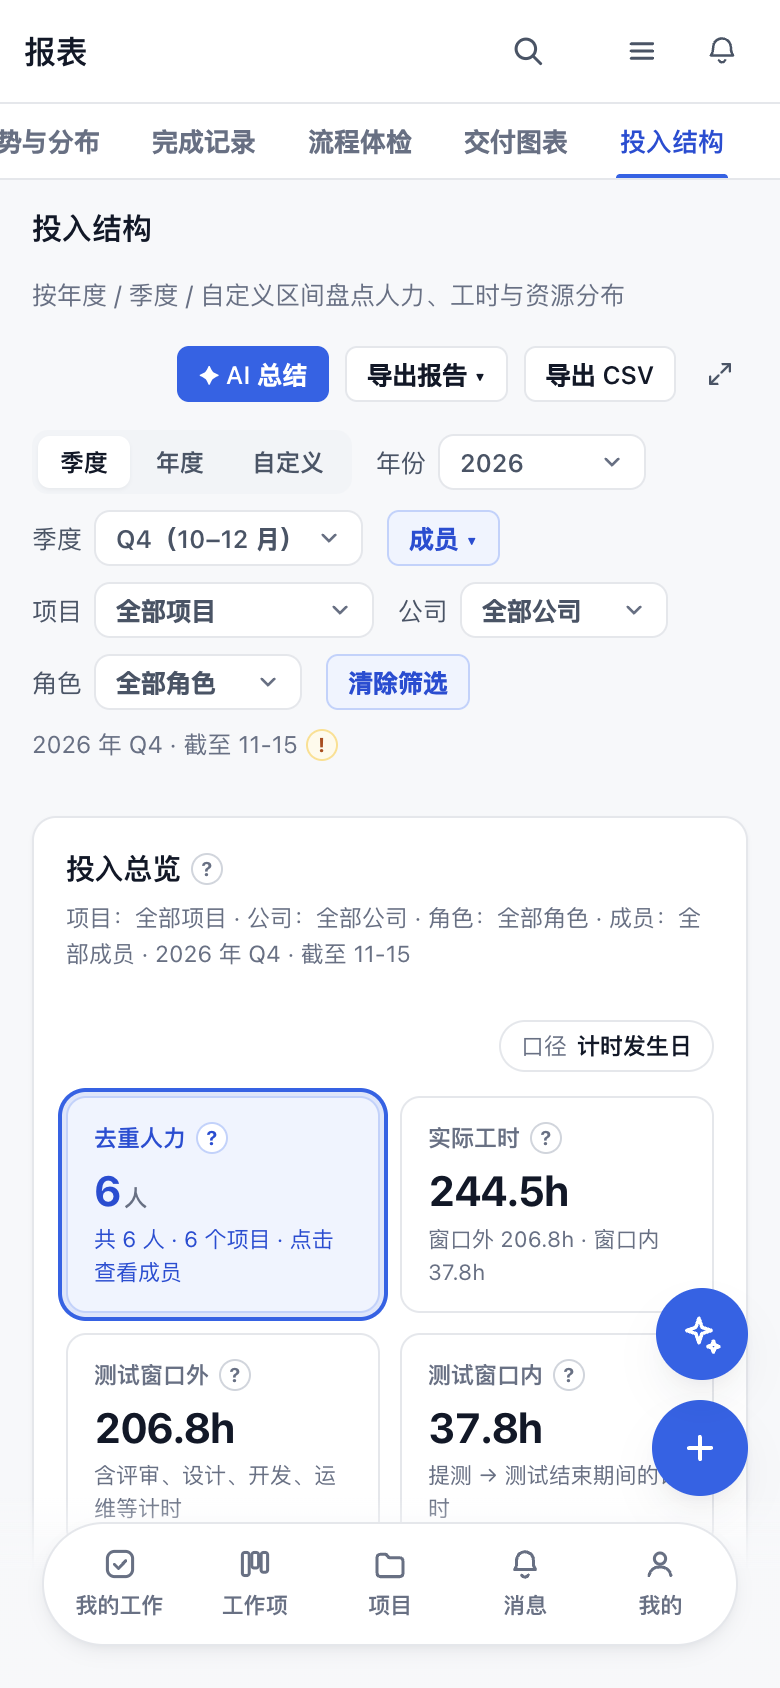 报表
势与分布 完成记录 流程体检 交付图表 投入结构
投入结构
按年度 / 季度 / 自定义区间盘点人力、工时与资源分布
AI 总结 导出报告 ▾ 导出 CSV
季度 年度 自定义 年份 2026
季度 Q4（10–12 月） 成员 ▾
项目 全部项目 公司 全部公司
角色 全部角色 清除筛选
2026 年 Q4 · 截至 11-15 !
投入总览 ?
项目：全部项目 · 公司：全部公司 · 角色：全部角色 · 成员：全
部成员 · 2026 年 Q4 · 截至 11-15
口径 计时发生日
去重人力 ?
6 人
共 6 人 · 6 个项目 · 点击
查看成员
实际工时 ?
244.5h
窗口外 206.8h · 窗口内
37.8h
测试窗口外 ?
206.8h
含评审、设计、开发、运
维等计时
测试窗口内 ?
37.8h
提测 → 测试结束期间的
时
我的工作 工作项 项目 消息 我的